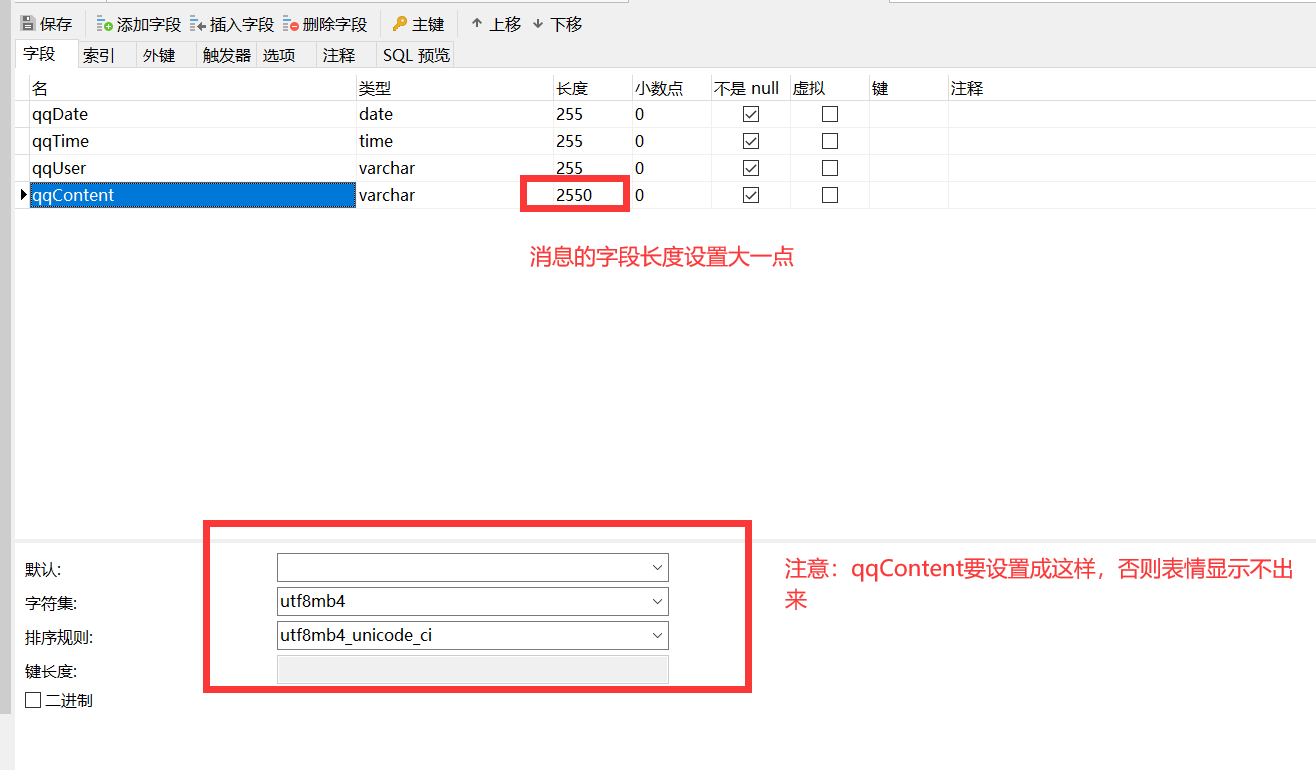 保存 添加字段 插入字段 删除字段 主键 上移 下移
字段 索引 外键 触发器 选项 注释 SQL 预览
名 类型 长度 小数点 不是 null 虚拟 键 注释
qqDate date 255 0
qqTime time 255 0
qqUser varchar 255 0
qqContent varchar 2550 0
消息的字段长度设置大一点
默认:
字符集: utf8mb4
排序规则: utf8mb4_unicode_ci
键长度:
二进制
注意：qqContent要设置成这样，否则表情显示不出
来